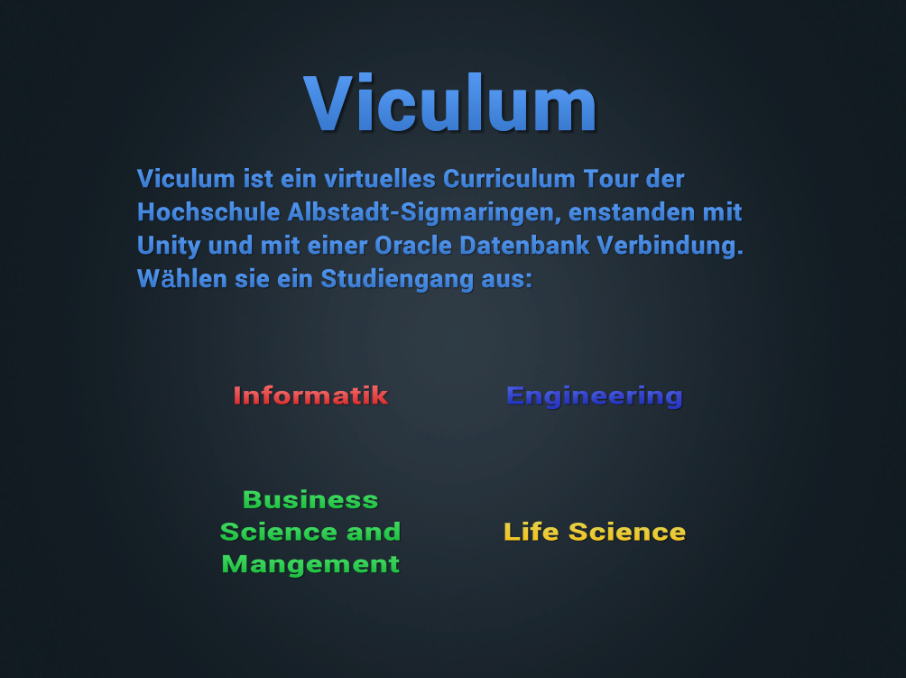 Viculum
Viculum ist ein virtuelles Curriculum Tour der
Hochschule Albstadt-Sigmaringen, enstanden mit
Unity und mit einer Oracle Datenbank Verbindung.
Wählen sie ein Studiengang aus:
Informatik
Engineering
Business
Science and
Mangement
Life Science